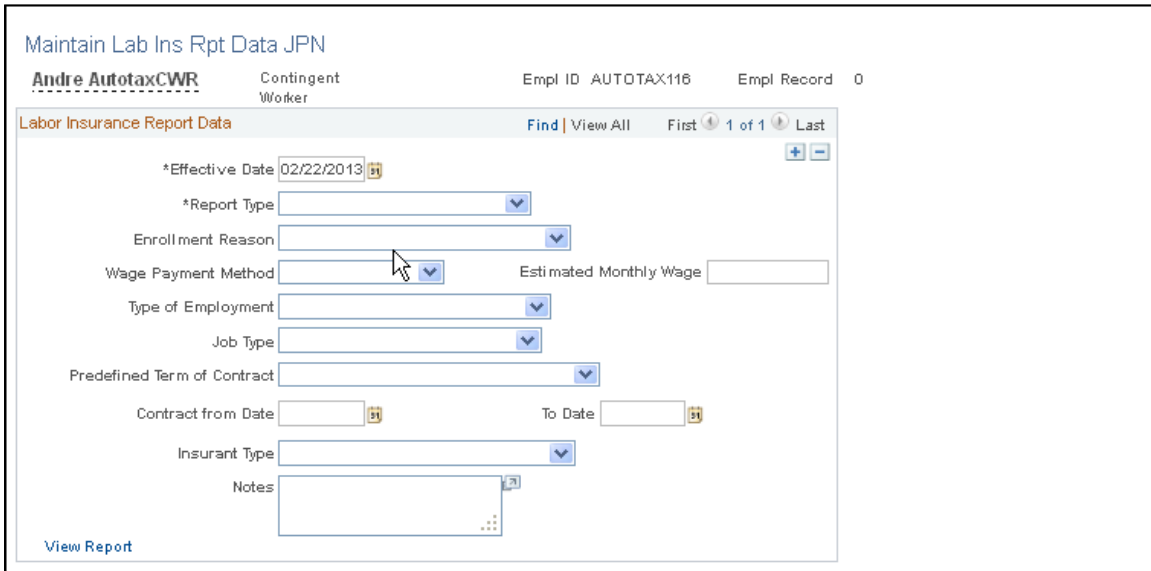 Maintain Lab Ins Rpt Data JPN
Andre AutotaxCWR Contingent Worker Empl ID AUTOTAX116 Empl Record 0
Labor Insurance Report Data Find | View All First 1 of 1 Last
*Effective Date 02/22/2013
*Report Type
Enrollment Reason
Wage Payment Method Estimated Monthly Wage
Type of Employment
Job Type
Predefined Term of Contract
Contract from Date To Date
Insurant Type
Notes
View Report